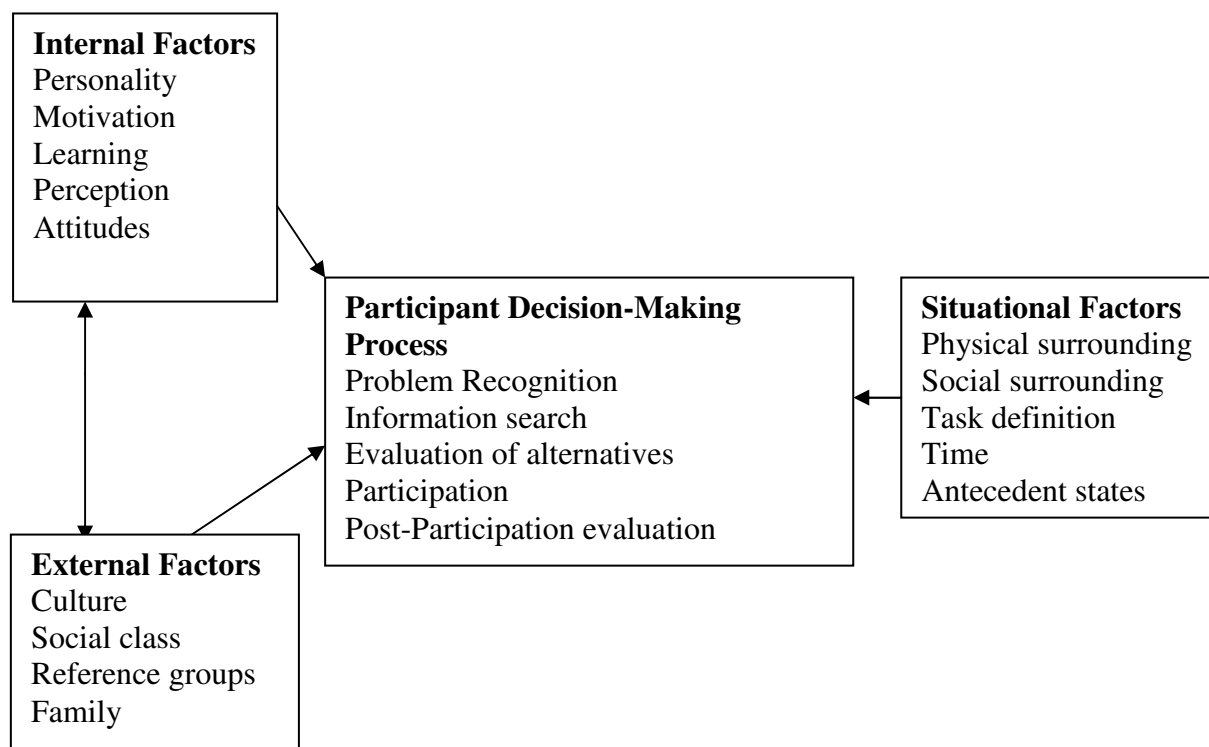 Internal Factors
Personality
Motivation
Learning
Perception
Attitudes
Participant Decision-Making
Process
Problem Recognition
Information search
Evaluation of alternatives
Participation
Post-Participation evaluation
Situational Factors
Physical surrounding
Social surrounding
Task definition
Time
Antecedent states
External Factors
Culture
Social class
Reference groups
Family